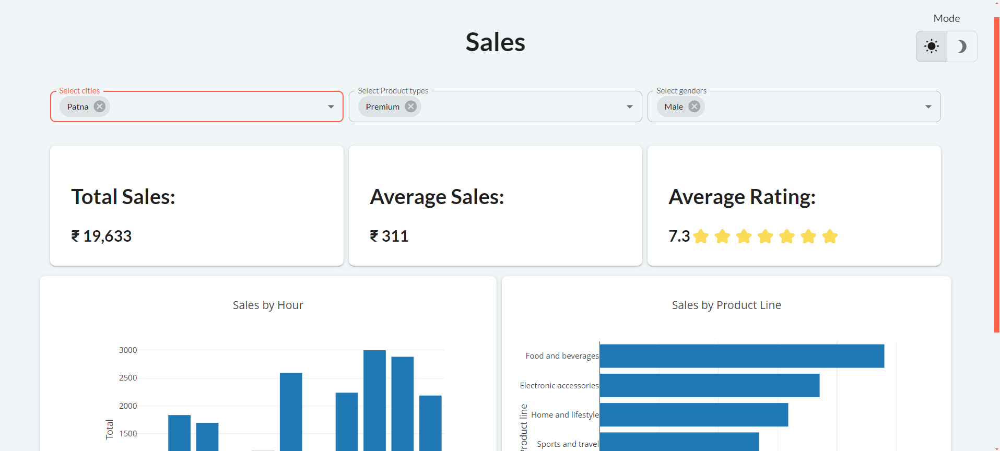 Mode
Sales
Select cities
Patna
Select Product types
Premium
Select genders
Male
Total Sales:
₹ 19,633
Average Sales:
₹ 311
Average Rating:
7.3
Sales by Hour
3000
2500
2000
1500
Total
Sales by Product Line
Food and beverages
Electronic accessories
Home and lifestyle
Sports and travel
Product line